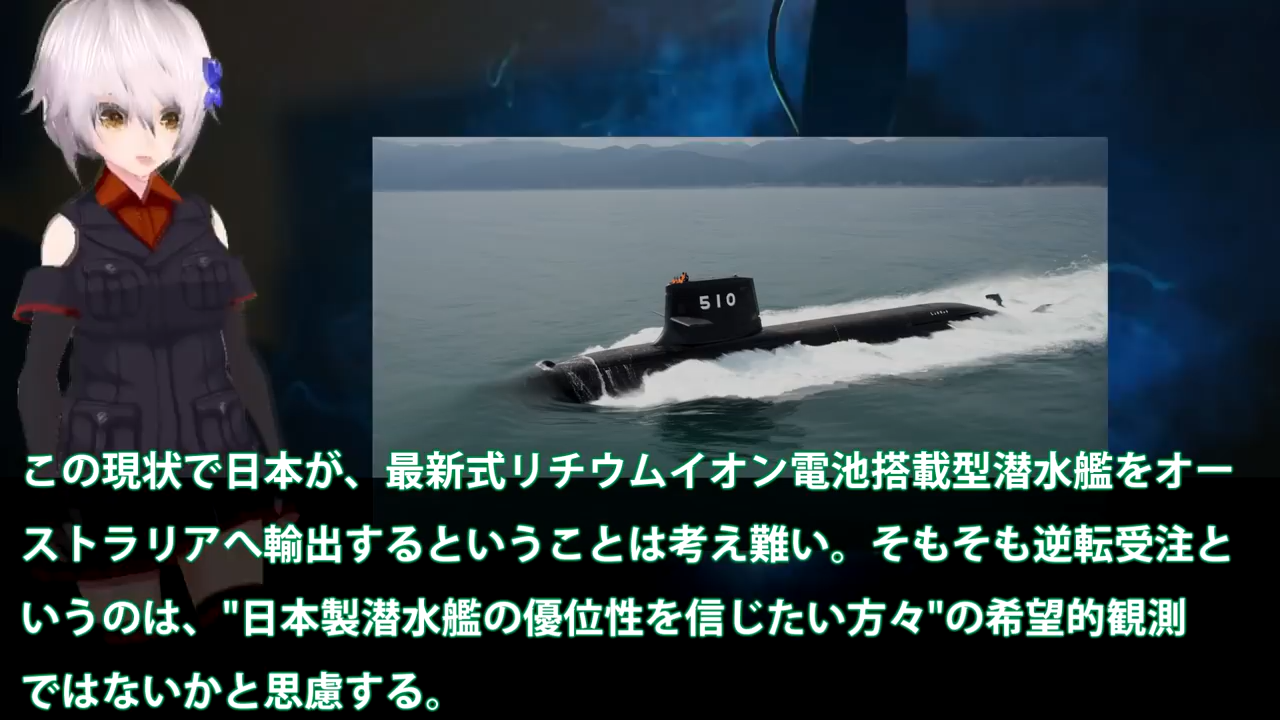 510
この現状で日本が、最新式リチウムイオン電池搭載型潜水艦をオー
ストラリアへ輸出するということは考え難い。そもそも逆転受注と
いうのは、"日本製潜水艦の優位性を信じたい方々"の希望的観測
ではないかと思慮する。